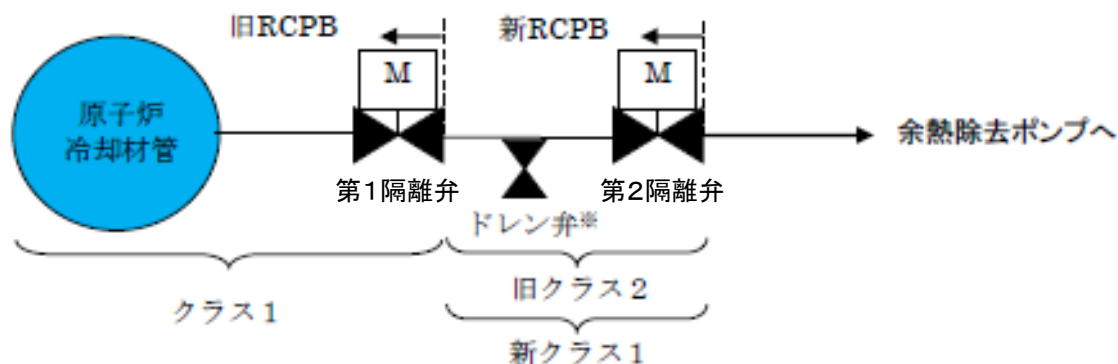 旧RCPB
新RCPB
M
M
原子炉
冷却材管
余熱除去ポンプへ
第1隔離弁
第2隔離弁
ドレン弁※
クラス1
旧クラス2
新クラス1